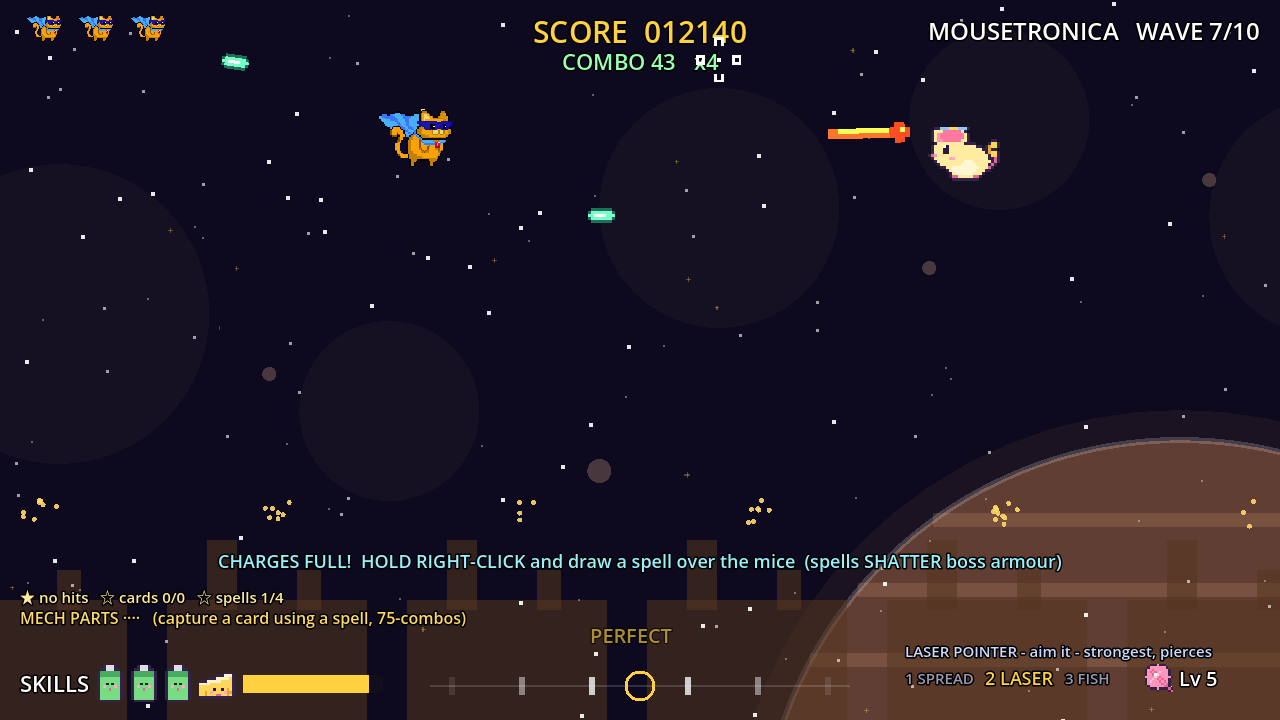 SCORE 012140
COMBO 43 x4
MOUSETRONICA WAVE 7/10
CHARGES FULL! HOLD RIGHT-CLICK and draw a spell over the mice (spells SHATTER boss armour)
★ no hits ☆ cards 0/0 ☆ spells 1/4
MECH PARTS ···· (capture a card using a spell, 75-combos)
PERFECT
LASER POINTER - aim it - strongest, pierces
SKILLS
1 SPREAD 2 LASER 3 FISH
Lv 5